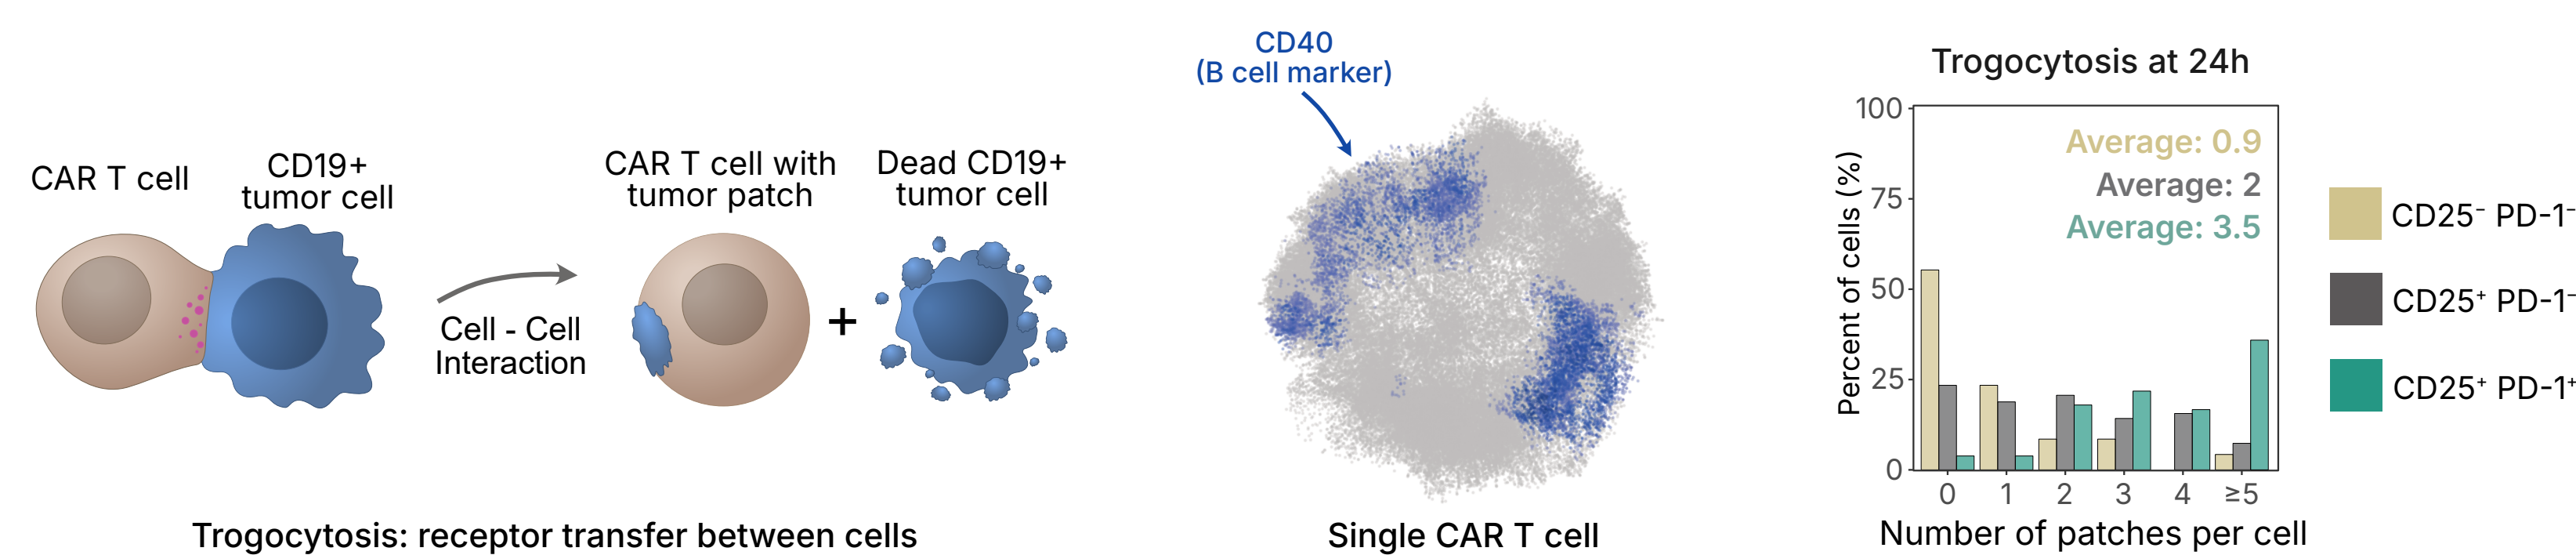 CAR T cell
CD19+
tumor cell
Cell - Cell
Interaction
CAR T cell with
tumor patch
+
Dead CD19+
tumor cell
Trogocytosis: receptor transfer between cells
CD40
(B cell marker)
Single CAR T cell
Trogocytosis at 24h
Percent of cells (%)
100
75
50
25
0
Average: 0.9
Average: 2
Average: 3.5
0 1 2 3 4 ≥5
Number of patches per cell
CD25⁻ PD-1⁻
CD25⁺ PD-1⁻
CD25⁺ PD-1⁺